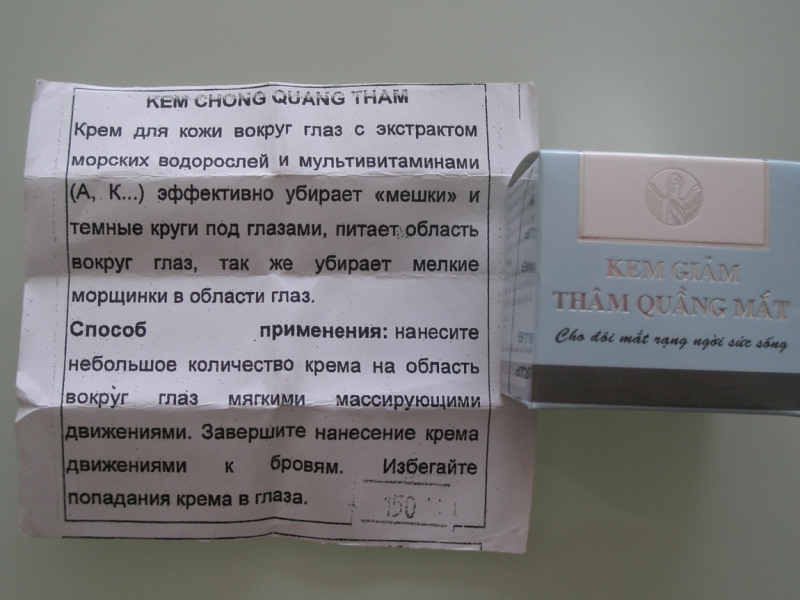 KEM CHONG QUANG THAM
Крем для кожи вокруг глаз с экстрактом
морских водорослей и мультивитаминами
(А, К...) эффективно убирает «мешки» и
темные круги под глазами, питает область
вокруг глаз, так же убирает мелкие
морщинки в области глаз.
Способ применения: нанесите
небольшое количество крема на область
вокруг глаз мягкими массирующими
движениями. Завершите нанесение крема
движениями к бровям. Избегайте
попадания крема в глаза.
150
KEM GIẢM
THÂM QUẦNG MẮT
Cho đôi mắt rạng ngời sức sống